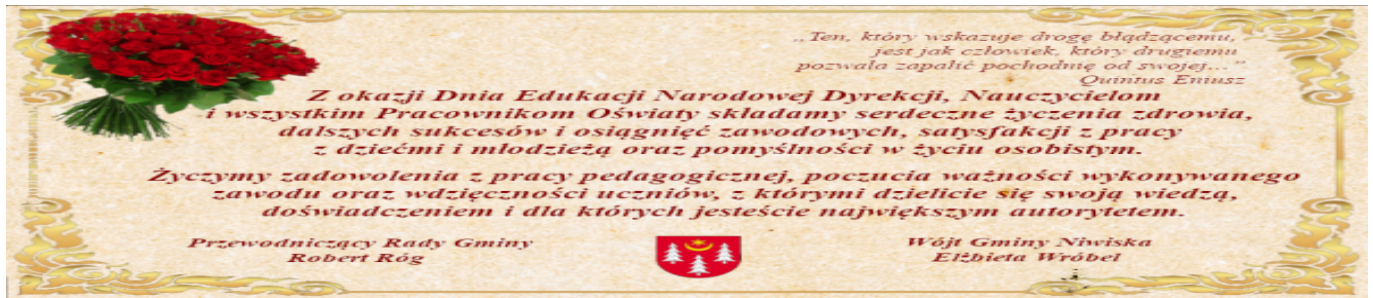 „Ten, który wskazuje drogę błądzącemu,
jest jak człowiek, który drugiemu
pozwala zapalić pochodnię od swojej..."
Quintus Eniusz
Z okazji Dnia Edukacji Narodowej Dyrekcji, Nauczycielom
i wszystkim Pracownikom Oświaty składamy serdeczne życzenia zdrowia,
dalszych sukcesów i osiągnięć zawodowych, satysfakcji z pracy
z dziećmi i młodzieżą oraz pomyślności w życiu osobistym.
Życzymy zadowolenia z pracy pedagogicznej, poczucia ważności wykonywanego
zawodu oraz wdzięczności uczniów, z którymi dzielicie się swoją wiedzą,
doświadczeniem i dla których jesteście największym autorytetem.
Przewodniczący Rady Gminy
Robert Róg
Wójt Gminy Niwiska
Elżbieta Wróbel